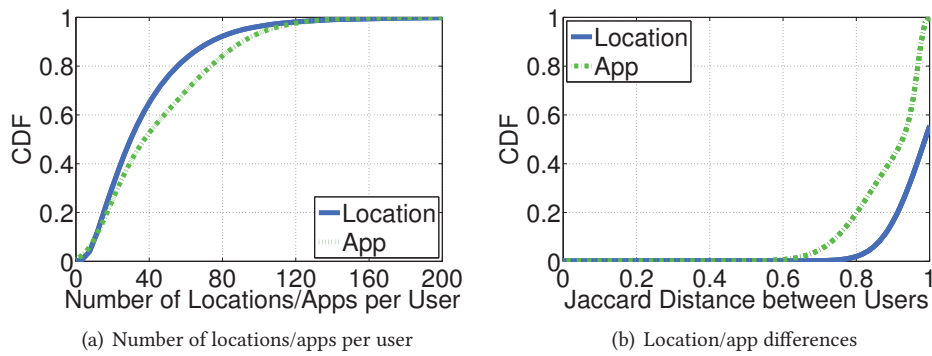 1
0.8
0.6
0.4
0.2
0
CDF
Location
App
0 40 80 120 160 200
Number of Locations/Apps per User
(a) Number of locations/apps per user
1
0.8
0.6
0.4
0.2
0
CDF
Location
App
0 0.2 0.4 0.6 0.8 1
Jaccard Distance between Users
(b) Location/app differences